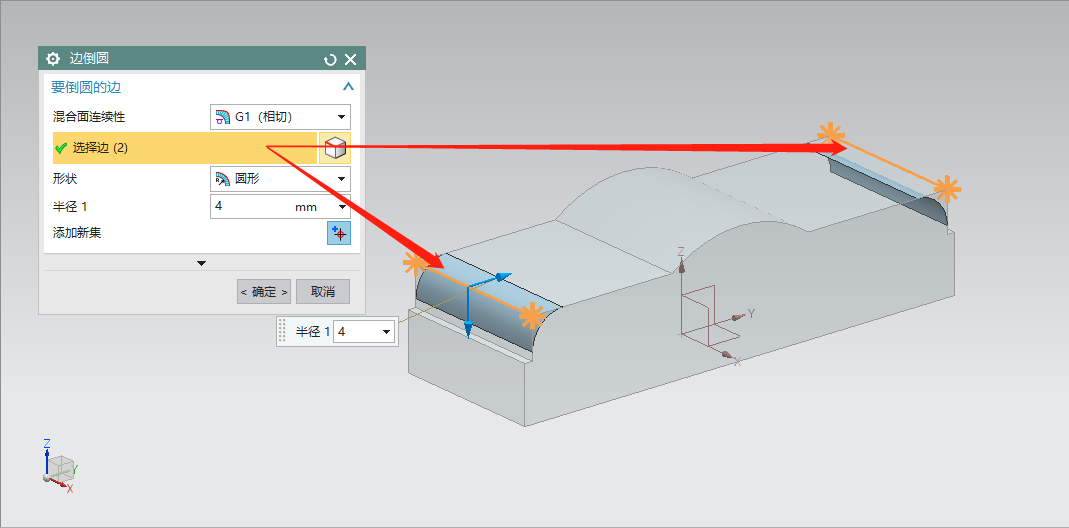 边倒圆
要倒圆的边
混合面连续性 G1（相切）
选择边 (2)
形状 圆形
半径 1 4 mm
添加新集
< 确定 > 取消
半径 1 4
Z
Y
X
Z
Y
X